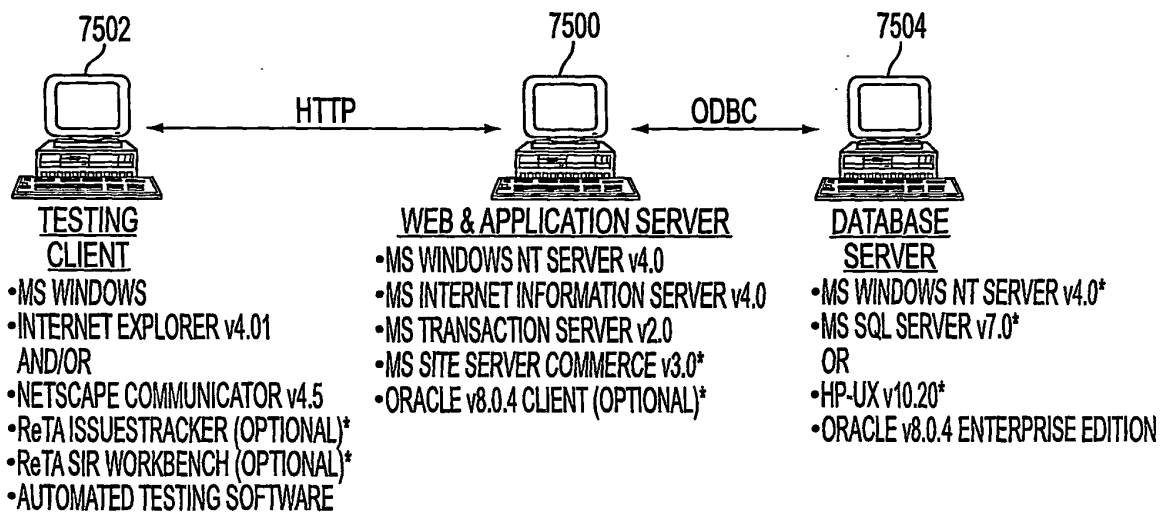 7502
7500
7504
HTTP
ODBC
TESTING
CLIENT
•MS WINDOWS
•INTERNET EXPLORER v4.01
AND/OR
•NETSCAPE COMMUNICATOR v4.5
•ReTA ISSUESTRACKER (OPTIONAL)*
•ReTA SIR WORKBENCH (OPTIONAL)*
•AUTOMATED TESTING SOFTWARE
WEB & APPLICATION SERVER
•MS WINDOWS NT SERVER v4.0
•MS INTERNET INFORMATION SERVER v4.0
•MS TRANSACTION SERVER v2.0
•MS SITE SERVER COMMERCE v3.0*
•ORACLE v8.0.4 CLIENT (OPTIONAL)*
DATABASE
SERVER
•MS WINDOWS NT SERVER v4.0*
•MS SQL SERVER v7.0*
OR
•HP-UX v10.20*
•ORACLE v8.0.4 ENTERPRISE EDITION